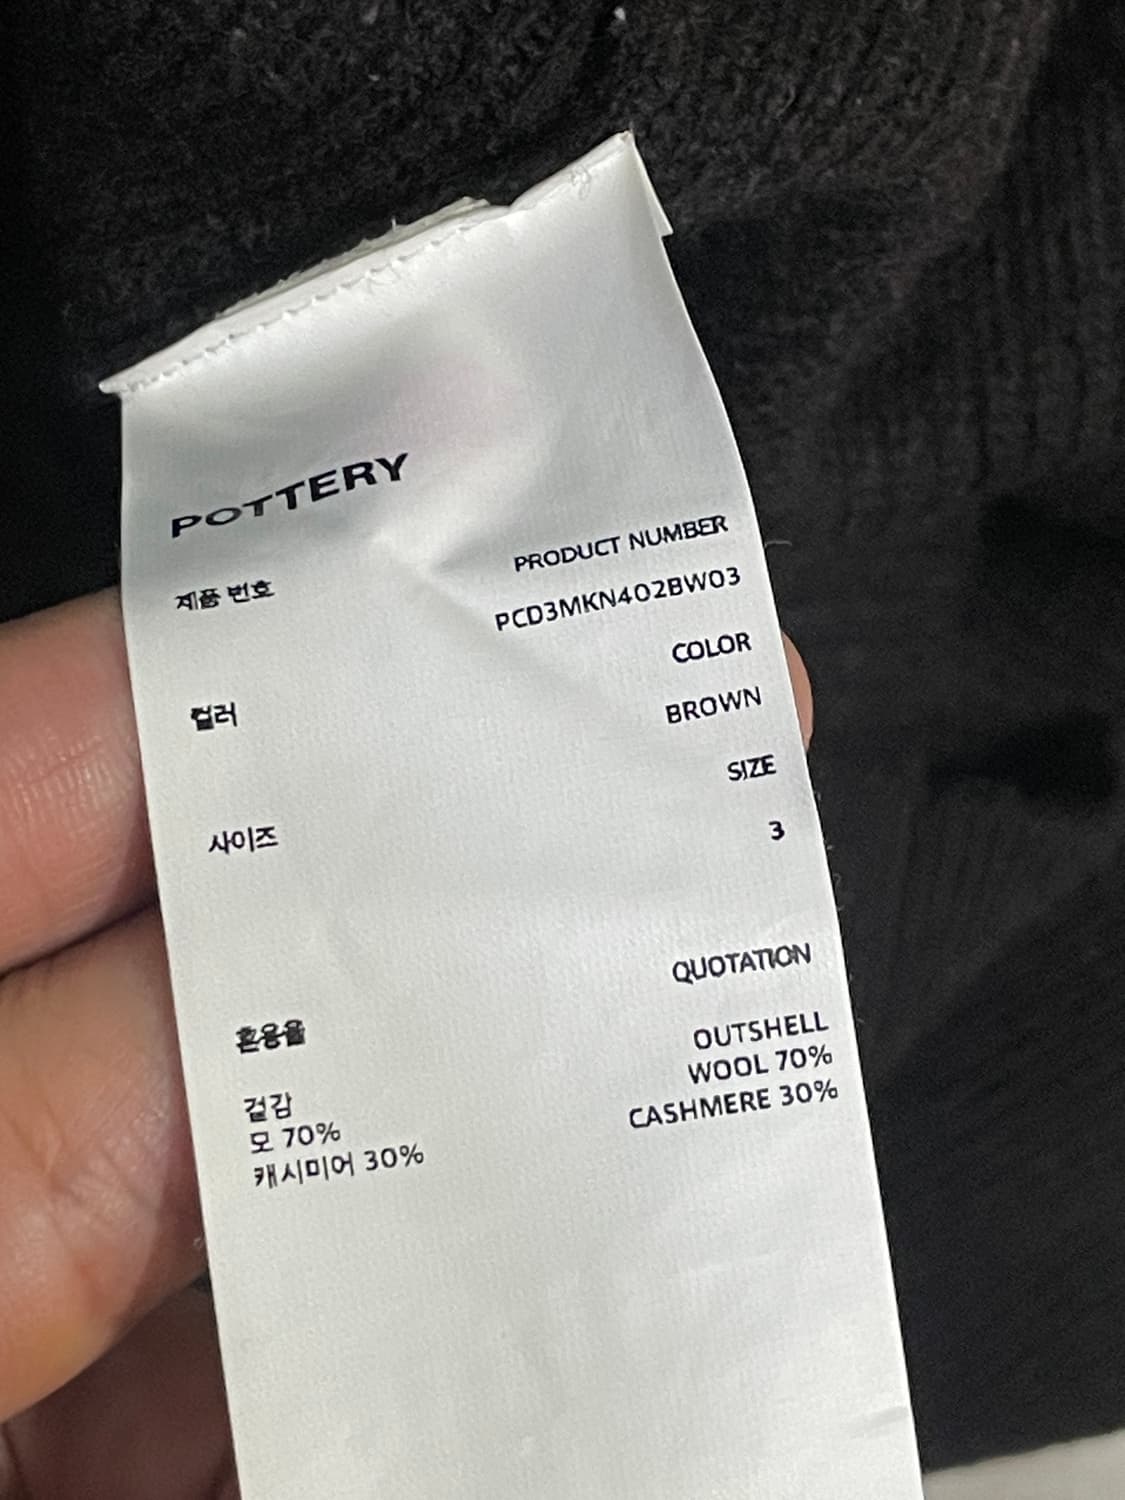 POTTERY
제품 번호
PRODUCT NUMBER
PCD3MKN402BW03
컬러
COLOR
BROWN
사이즈
SIZE
3
혼용율
QUOTATION
겉감
모 70%
캐시미어 30%
OUTSHELL
WOOL 70%
CASHMERE 30%